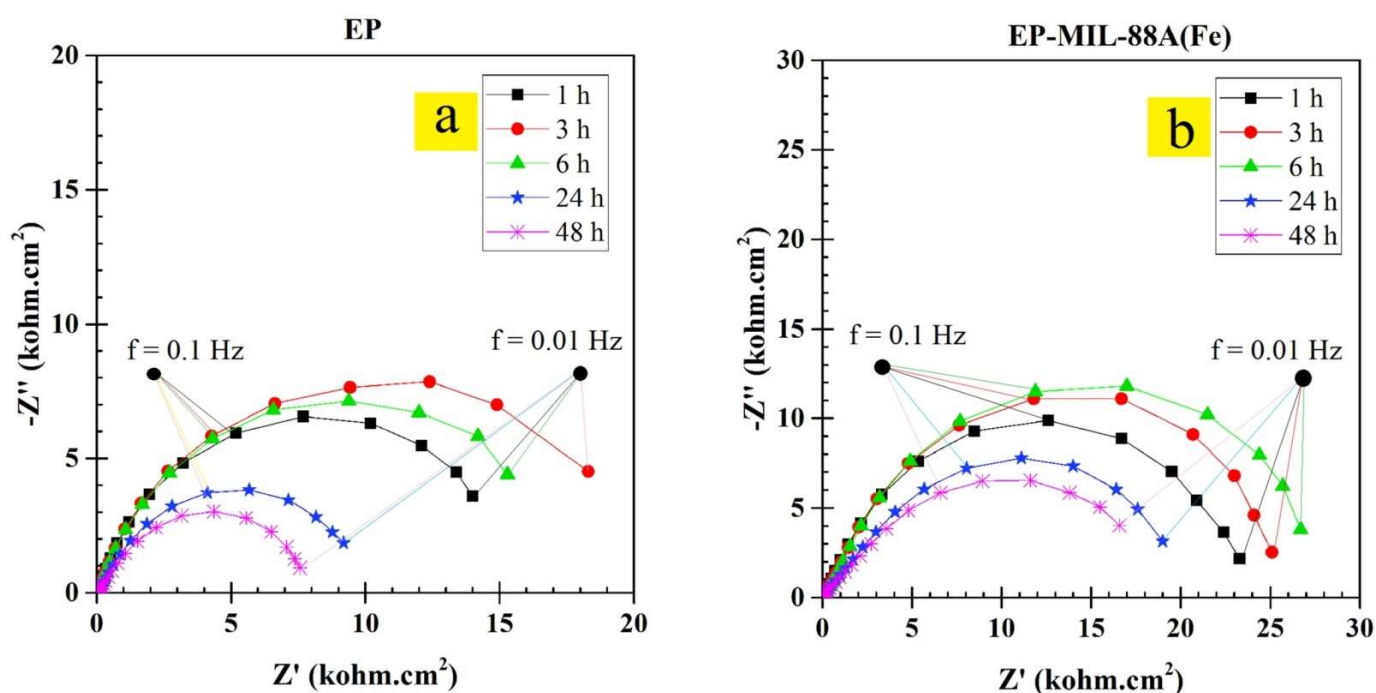 EP
20
15
10
5
0
0
5
10
15
20
-Z'' (kohm.cm²)
Z' (kohm.cm²)
a
1 h
3 h
6 h
24 h
48 h
f = 0.1 Hz
f = 0.01 Hz
EP-MIL-88A(Fe)
30
25
20
15
10
5
0
0
5
10
15
20
25
30
-Z'' (kohm.cm²)
Z' (kohm.cm²)
b
1 h
3 h
6 h
24 h
48 h
f = 0.1 Hz
f = 0.01 Hz